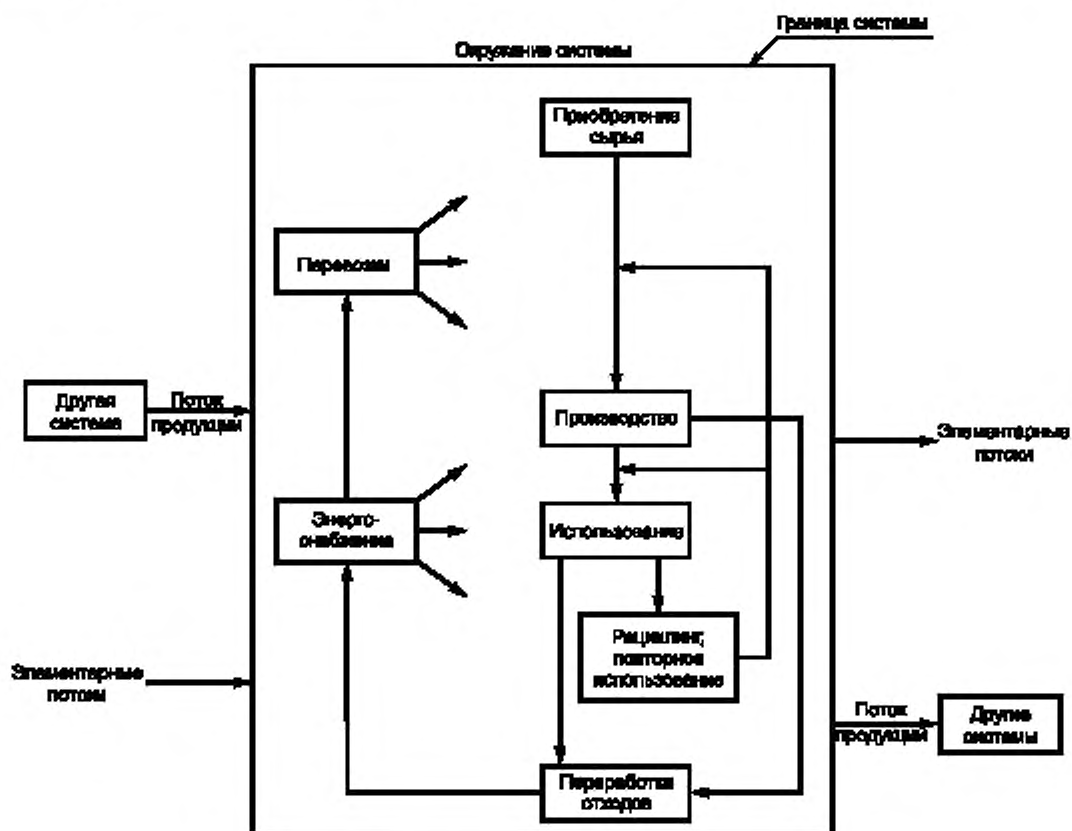 Граница системы
Окружение системы
Приобретение
сырья
Перевозки
Другая
система
Поток
продукции
Производство
Элементарные
потоки
Энерго-
снабжение
Использование
Рециклинг,
повторное
использование
Элементарные
потоки
Поток
продукции
Другие
системы
Переработка
отходов